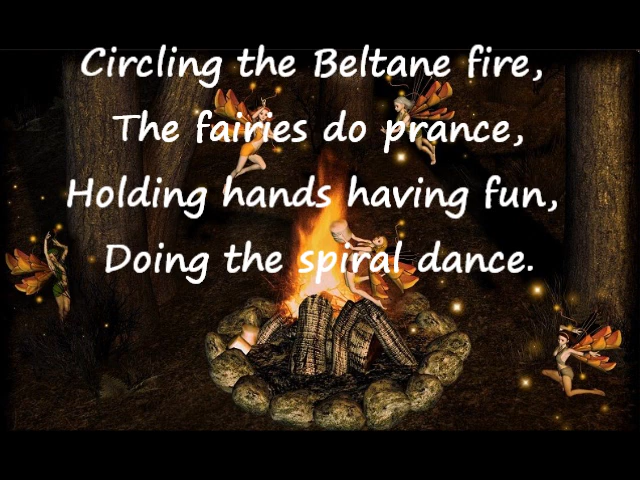 Circling the Beltane fire,
The fairies do prance,
Holding hands having fun,
Doing the spiral dance.